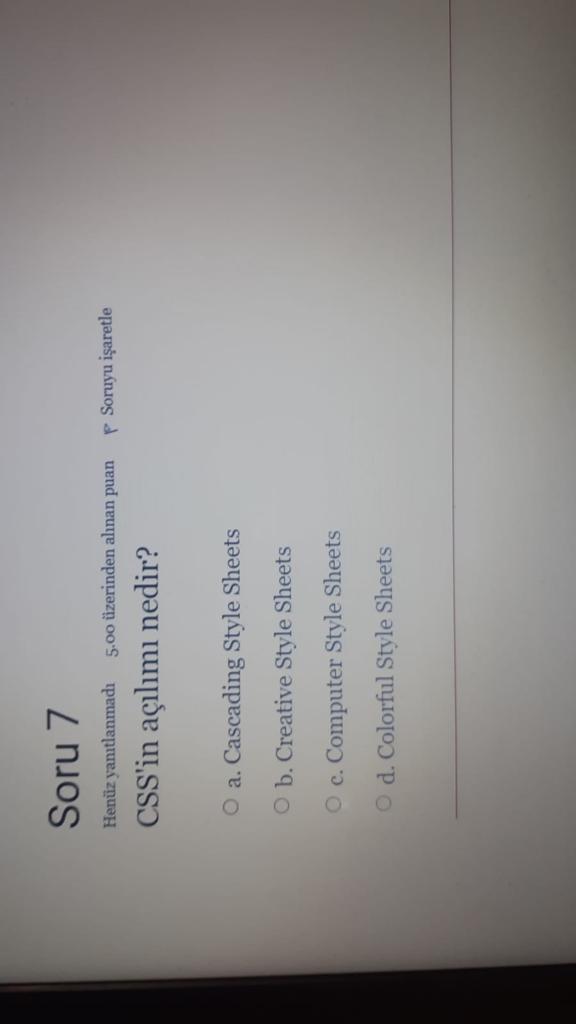 Soru 7
Henüz yanıtlanmadı 5.00 üzerinden alınan puan Soruyu işaretle
CSS'in açılımı nedir?
a. Cascading Style Sheets
b. Creative Style Sheets
c. Computer Style Sheets
d. Colorful Style Sheets